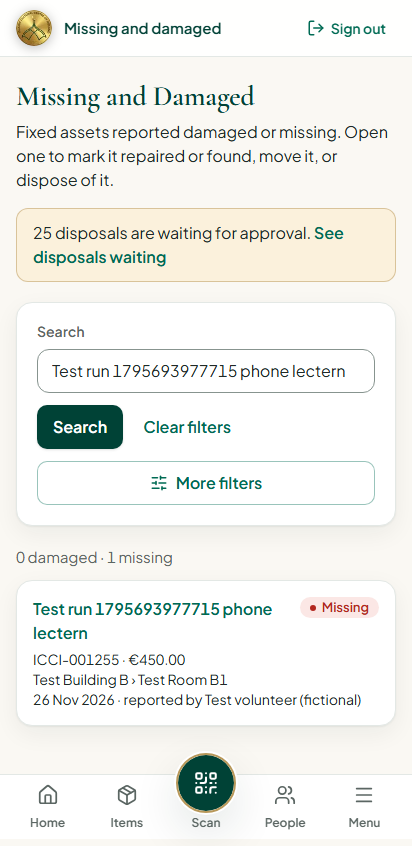 Missing and damaged
Sign out
Missing and Damaged
Fixed assets reported damaged or missing. Open
one to mark it repaired or found, move it, or
dispose of it.
25 disposals are waiting for approval. See
disposals waiting
Search
Test run 1795693977715 phone lectern
Search
Clear filters
More filters
0 damaged · 1 missing
Test run 1795693977715 phone
lectern
Missing
ICCI-001255 · €450.00
Test Building B › Test Room B1
26 Nov 2026 · reported by Test volunteer (fictional)
Home
Items
Scan
People
Menu